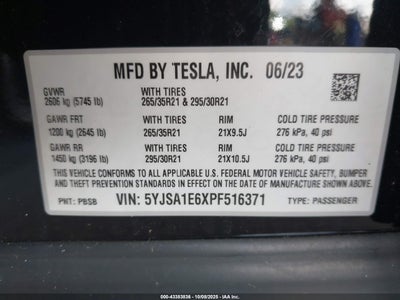 MFD BY TESLA, INC. 06/23
GVWR WITH TIRES
2606 kg (5745 lb) 265/35R21 & 295/30R21
GAWR FRT WITH TIRES RIM COLD TIRE PRESSURE
1200 kg (2645 lb) 265/35R21 21X9.5J 276 kPa, 40 psi
GAWR RR WITH TIRES RIM COLD TIRE PRESSURE
1450 kg (3196 lb) 295/30R21 21X10.5J 276 kPa, 40 psi
THIS VEHICLE CONFORMS TO ALL APPLICABLE U.S. FEDERAL MOTOR VEHICLE SAFETY, BUMPER
AND THEFT PREVENTION STANDARDS IN EFFECT ON THE DATE OF MANUFACTURE SHOWN ABOVE.
PNT: PBSB VIN: 5YJSA1E6XPF516371 TYPE: PASSENGER
IAA - 43383836 - 10/08/2025 -